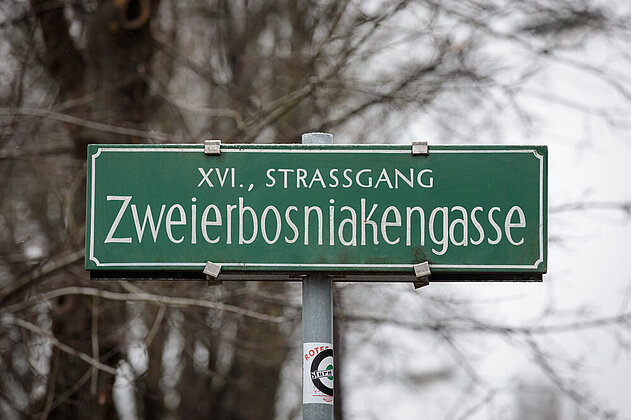 XVI., STRASSGANG
Zweierbosniakengasse